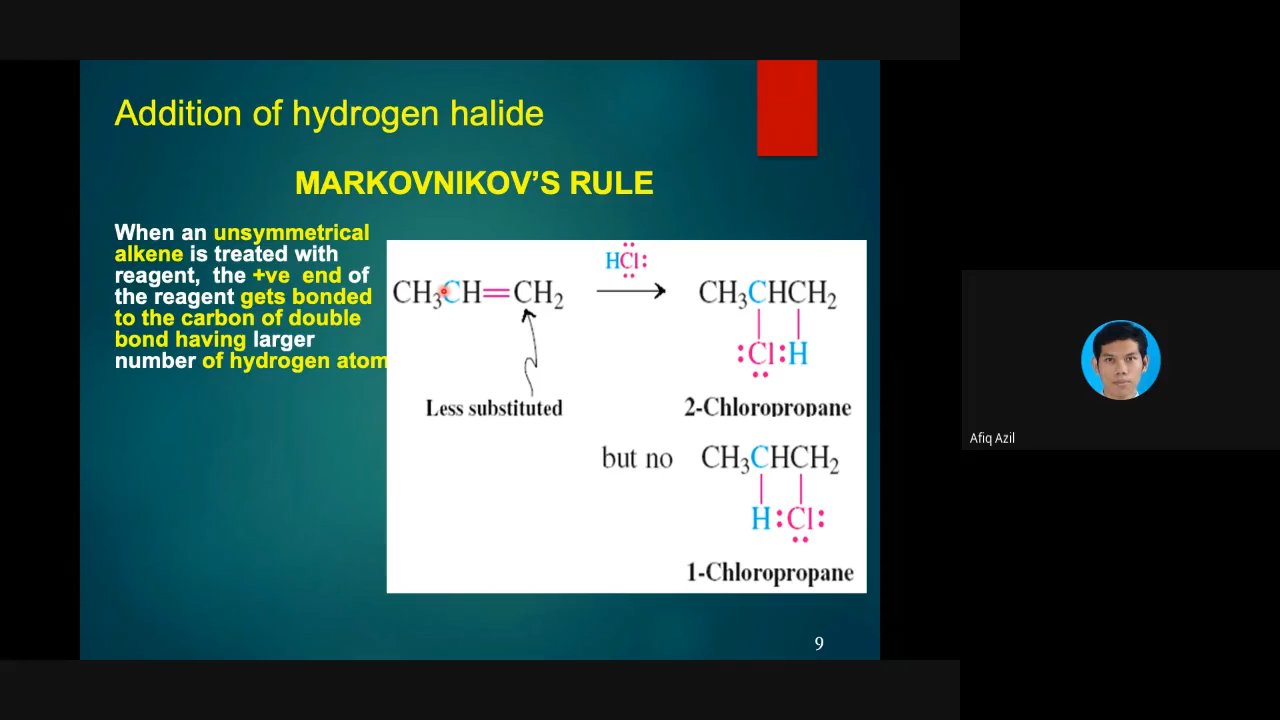 Addition of hydrogen halide
MARKOVNIKOV’S RULE
When an unsymmetrical
alkene is treated with
reagent, the +ve end of
the reagent gets bonded
to the carbon of double
bond having larger
number of hydrogen atom
HCl:
CH₃CH=CH₂
CH₃CHCH₂
:Cl:H
Less substituted
2-Chloropropane
but no CH₃CHCH₂
H:Cl:
1-Chloropropane
9
Afiq Azil